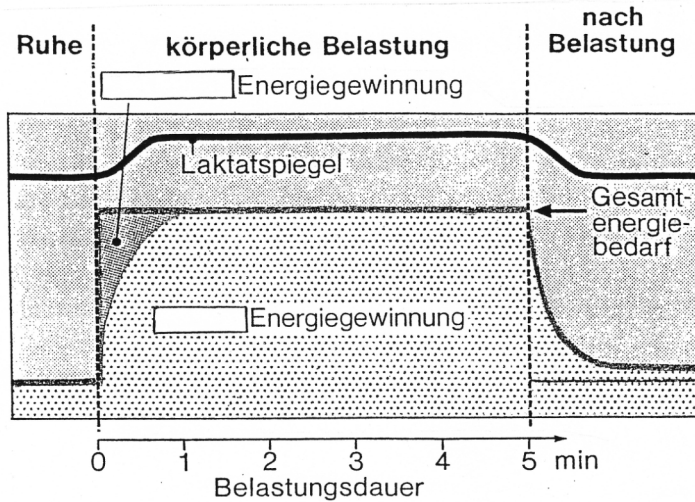 Ruhe
körperliche Belastung
nach
Belastung
Energiegewinnung
Laktatspiegel
Gesamt-
energie-
bedarf
Energiegewinnung
0 1 2 3 4 5 min
Belastungsdauer